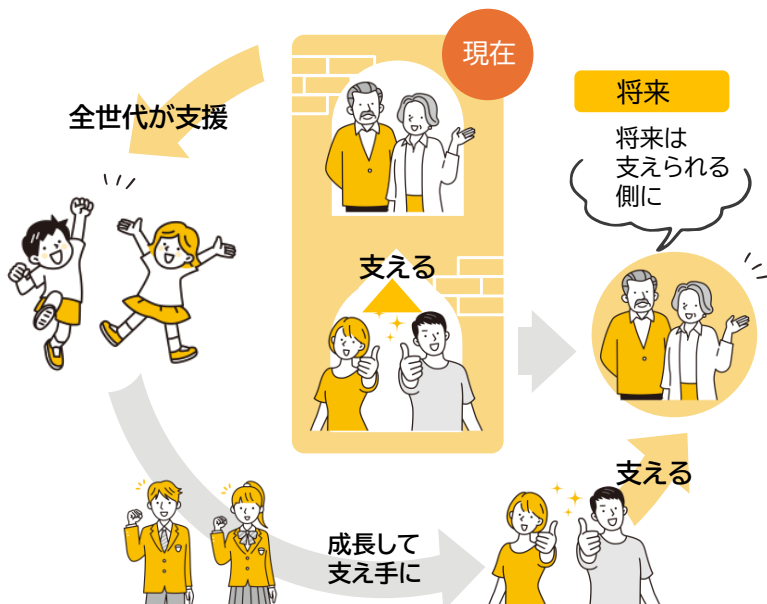 現在
全世代が支援
将来
将来は
支えられる
側に
支える
支える
成長して
支え手に